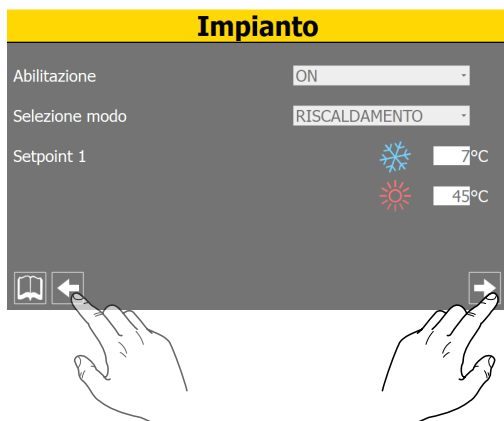 Impianto
Abilitazione ON
Selezione modo RISCALDAMENTO
Setpoint 1 7°C
45°C